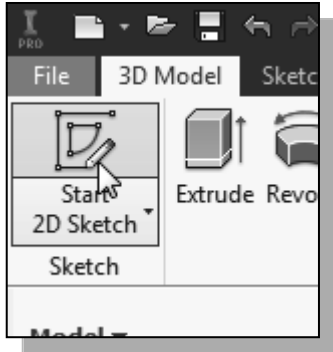 I
PRO
File 3D Model Sketc
Start
2D Sketch
Extrude Revo
Sketch
Model